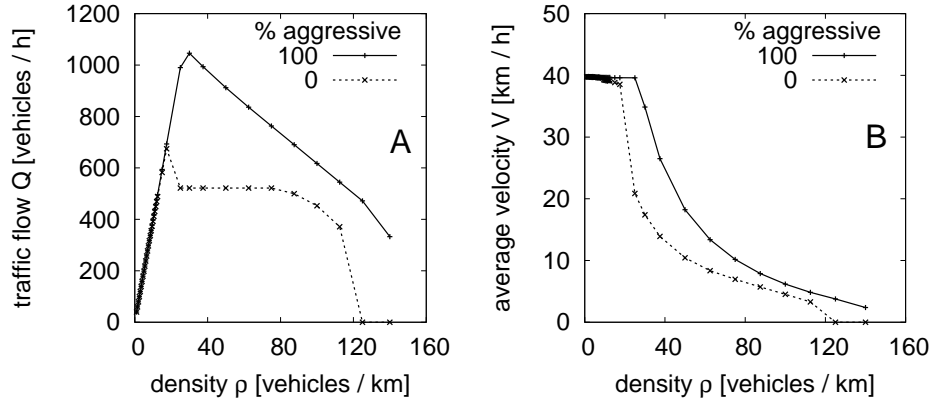 traffic flow Q [vehicles / h]
1200
1000
800
600
400
200
0
% aggressive
100
0
A
0 40 80 120 160
density ρ [vehicles / km]
average velocity V [km / h]
50
40
30
20
10
0
% aggressive
100
0
B
0 40 80 120 160
density ρ [vehicles / km]